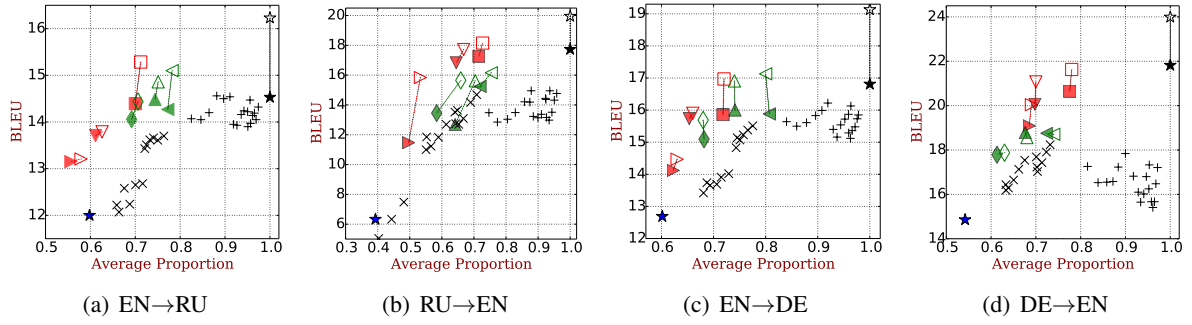 16
15
14
13
12
BLEU
0.5 0.6 0.7 0.8 0.9 1.0
Average Proportion
(a) EN→RU
20
18
16
14
12
10
8
6
BLEU
0.3 0.4 0.5 0.6 0.7 0.8 0.9 1.0
Average Proportion
(b) RU→EN
19
18
17
16
15
14
13
12
BLEU
0.6 0.7 0.8 0.9 1.0
Average Proportion
(c) EN→DE
24
22
20
18
16
14
BLEU
0.5 0.6 0.7 0.8 0.9 1.0
Average Proportion
(d) DE→EN